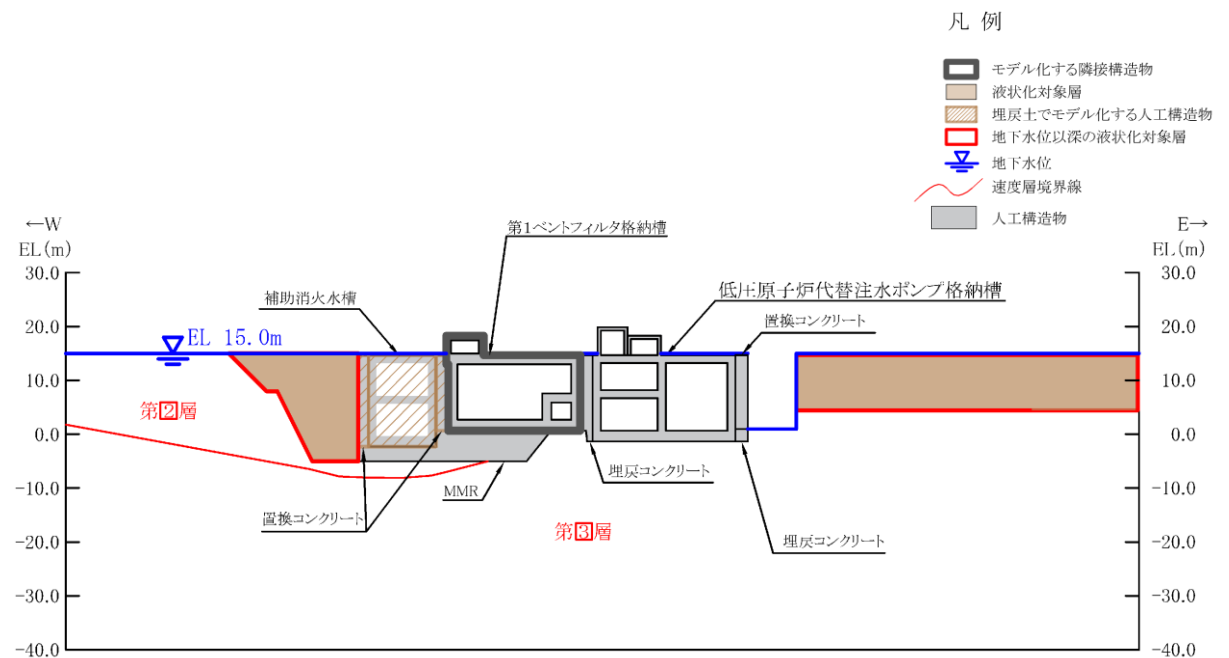 凡 例
モデル化する隣接構造物
液状化対象層
埋戻土でモデル化する人工構造物
地下水位以深の液状化対象層
地下水位
速度層境界線
人工構造物
←W
EL(m)
E→
EL(m)
第1ベントフィルタ格納槽
補助消火水槽
低圧原子炉代替注水ポンプ格納槽
置換コンクリート
EL 15.0m
30.0
20.0
10.0
0.0
-10.0
-20.0
-30.0
-40.0
30.0
20.0
10.0
0.0
-10.0
-20.0
-30.0
-40.0
第2層
埋戻コンクリート
MMR
置換コンクリート
第3層
埋戻コンクリート